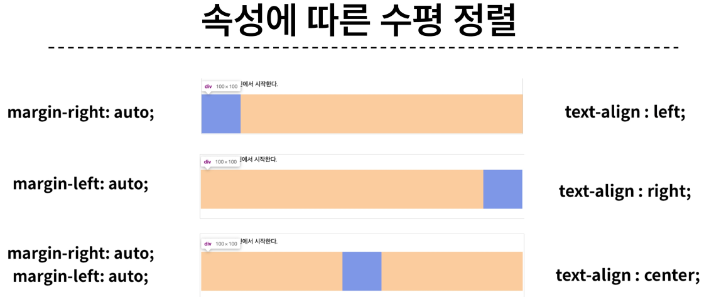 속성에 따른 수평 정렬
div 100 × 100 면에서 시작한다.
margin-right: auto;
text-align : left;
div 100 × 100 면에서 시작한다.
margin-left: auto;
text-align : right;
div 100 × 100 면에서 시작한다.
margin-right: auto;
margin-left: auto;
text-align : center;